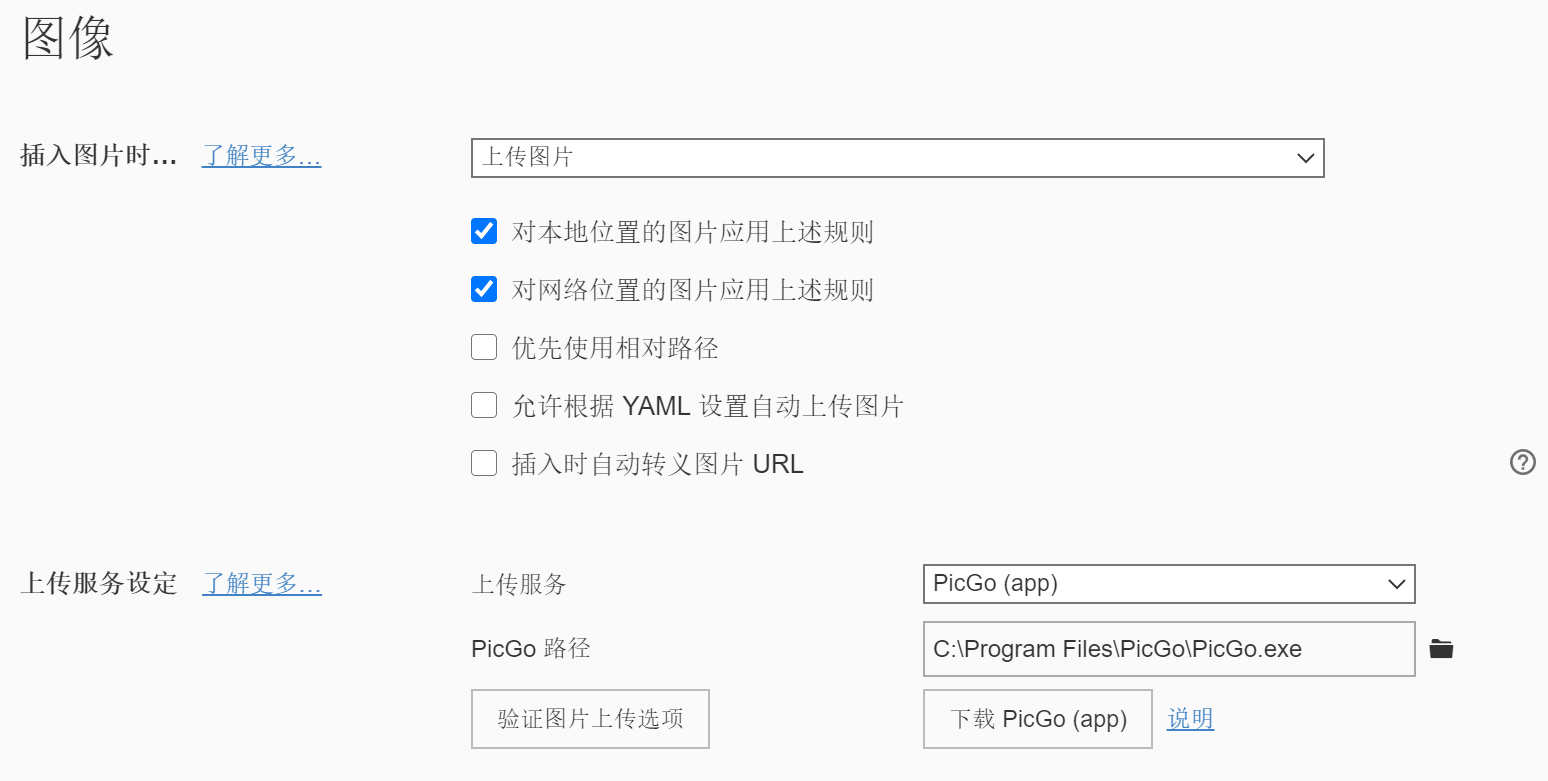 图像
插入图片时... 了解更多... 上传图片
对本地位置的图片应用上述规则
对网络位置的图片应用上述规则
优先使用相对路径
允许根据 YAML 设置自动上传图片
插入时自动转义图片 URL
上传服务设定 了解更多... 上传服务 PicGo (app)
PicGo 路径 C:\Program Files\PicGo\PicGo.exe
验证图片上传选项 下载 PicGo (app) 说明